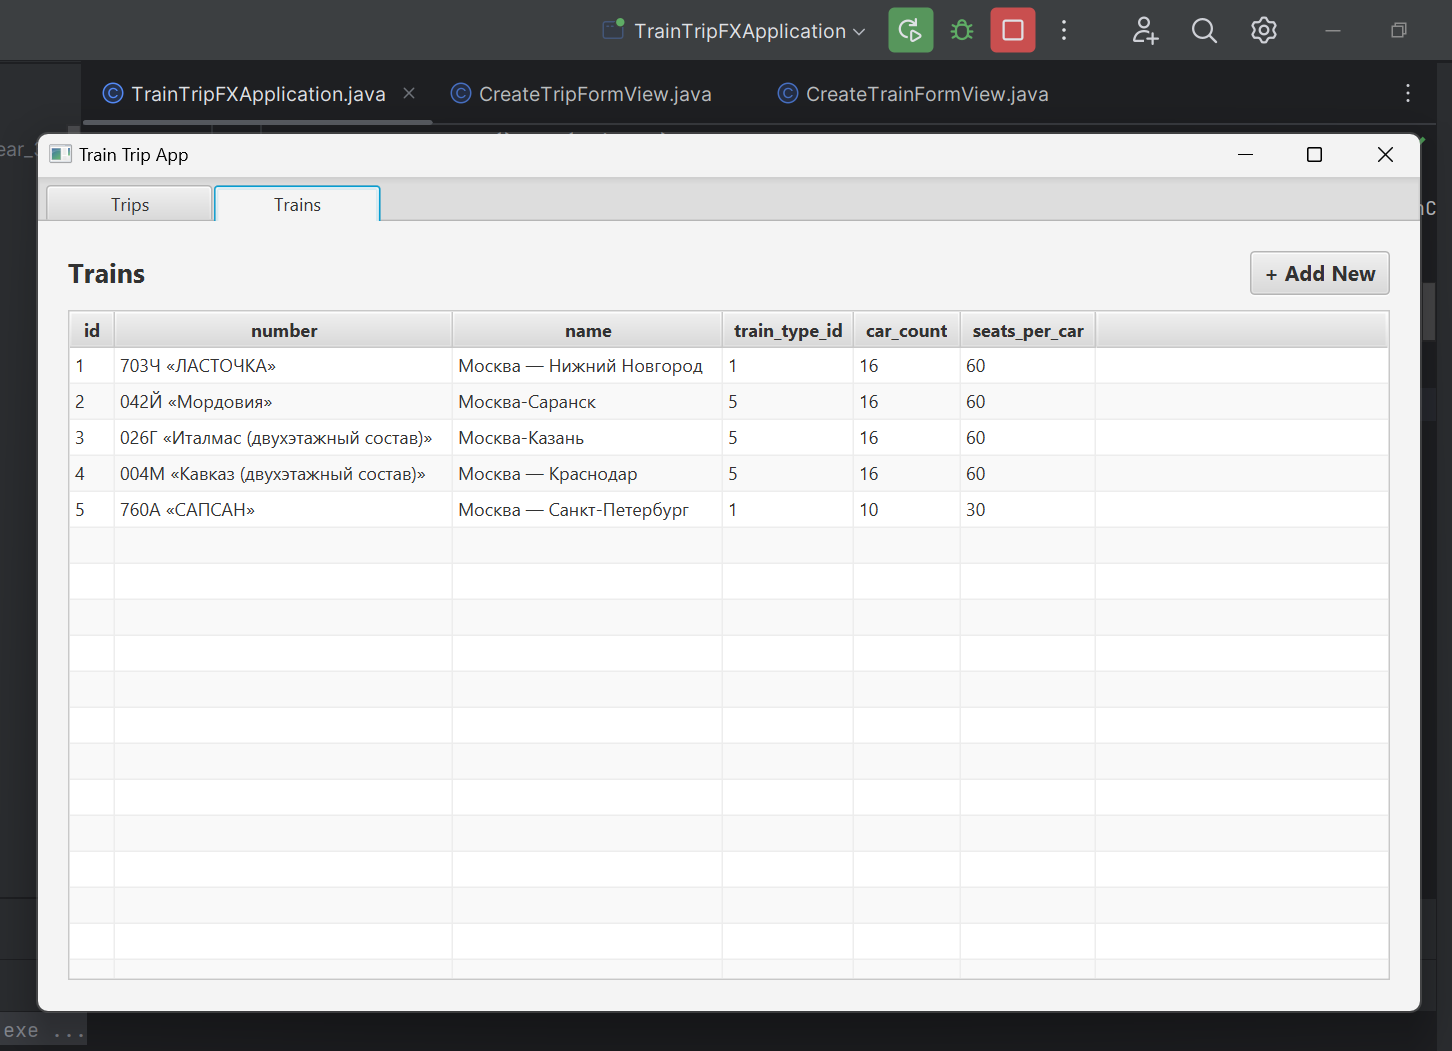 TrainTripFXApplication
TrainTripFXApplication.java CreateTripFormView.java CreateTrainFormView.java
Train Trip App
Trips Trains
Trains + Add New
id number name train_type_id car_count seats_per_car
1 703Ч «ЛАСТОЧКА» Москва — Нижний Новгород 1 16 60
2 042Й «Мордовия» Москва-Саранск 5 16 60
3 026Г «Италмас (двухэтажный состав)» Москва-Казань 5 16 60
4 004М «Кавказ (двухэтажный состав)» Москва — Краснодар 5 16 60
5 760А «САПСАН» Москва — Санкт-Петербург 1 10 30
exe ...